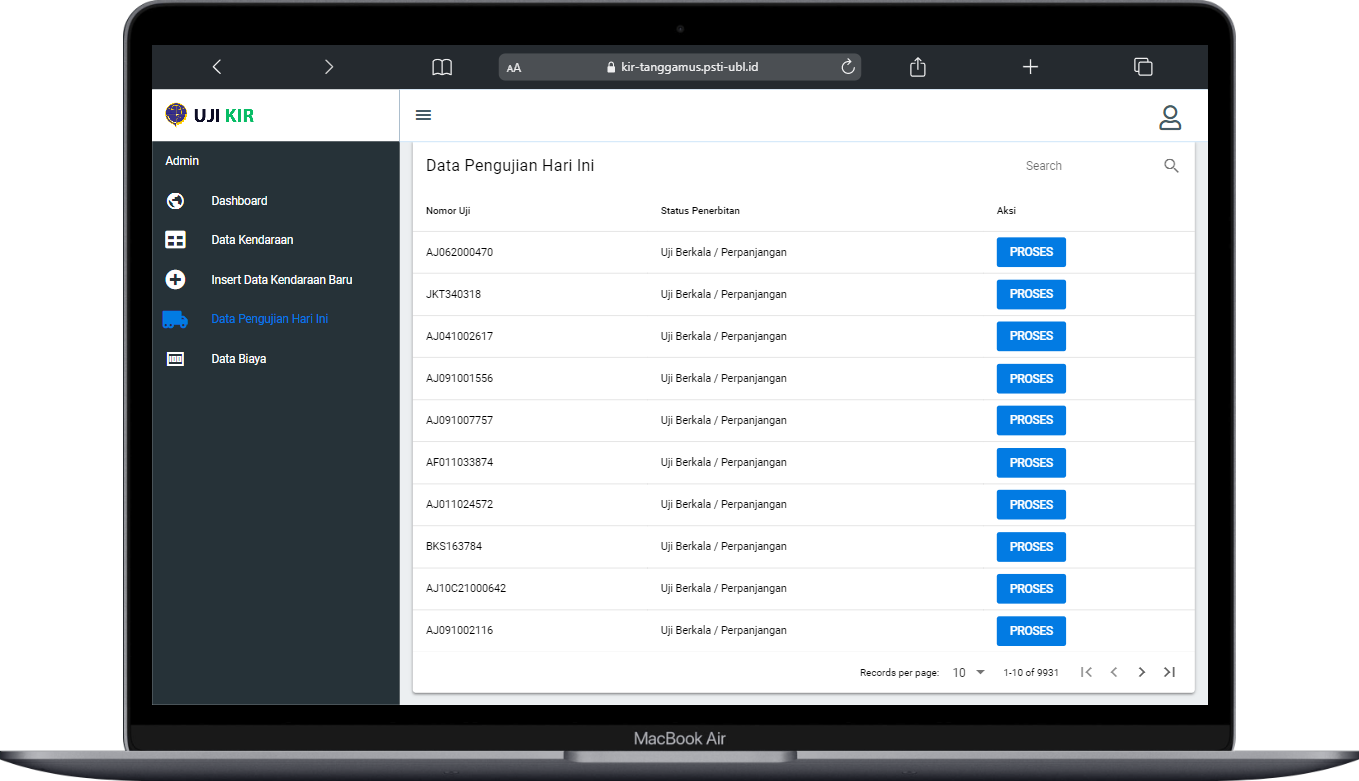 AA kir-tanggamus.psti-ubl.id
UJI KIR
Admin
Dashboard
Data Kendaraan
Insert Data Kendaraan Baru
Data Pengujian Hari Ini
Data Biaya
Data Pengujian Hari Ini Search
Nomor Uji Status Penerbitan Aksi
AJ062000470 Uji Berkala / Perpanjangan PROSES
JKT340318 Uji Berkala / Perpanjangan PROSES
AJ041002617 Uji Berkala / Perpanjangan PROSES
AJ091001556 Uji Berkala / Perpanjangan PROSES
AJ091007757 Uji Berkala / Perpanjangan PROSES
AF011033874 Uji Berkala / Perpanjangan PROSES
AJ011024572 Uji Berkala / Perpanjangan PROSES
BKS163784 Uji Berkala / Perpanjangan PROSES
AJ10C21000642 Uji Berkala / Perpanjangan PROSES
AJ091002116 Uji Berkala / Perpanjangan PROSES
Records per page: 10 1-10 of 9931
MacBook Air